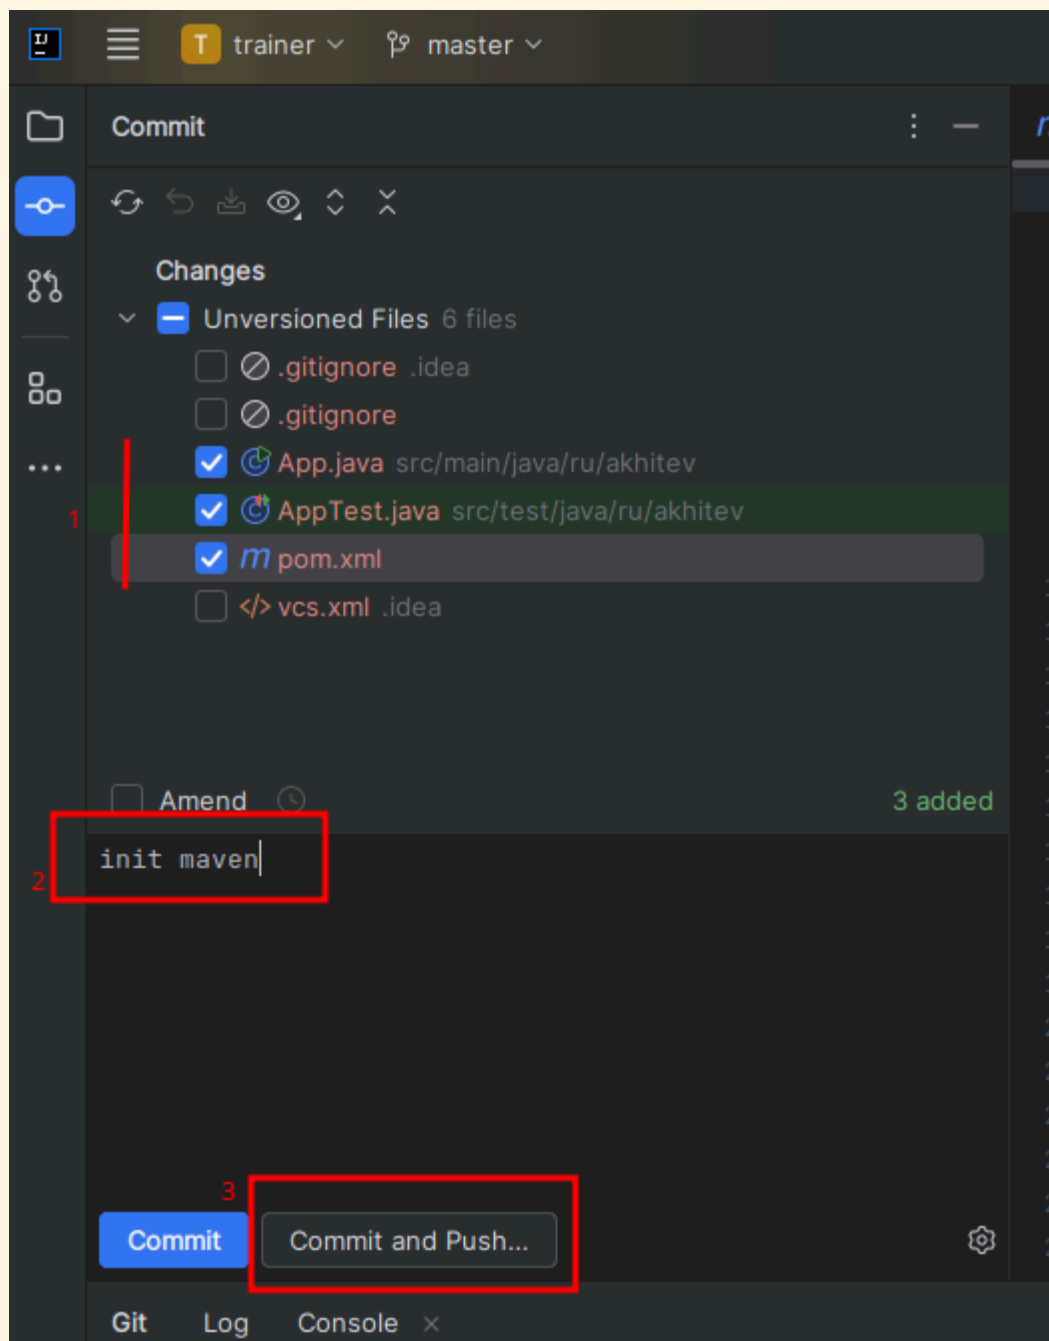 IJ
T trainer master
Commit
Changes
Unversioned Files 6 files
.gitignore .idea
.gitignore
App.java src/main/java/ru/akhitev
1
AppTest.java src/test/java/ru/akhitev
m pom.xml
</> vcs.xml .idea
Amend
3 added
init maven
2
3
Commit
Commit and Push...
Git Log Console